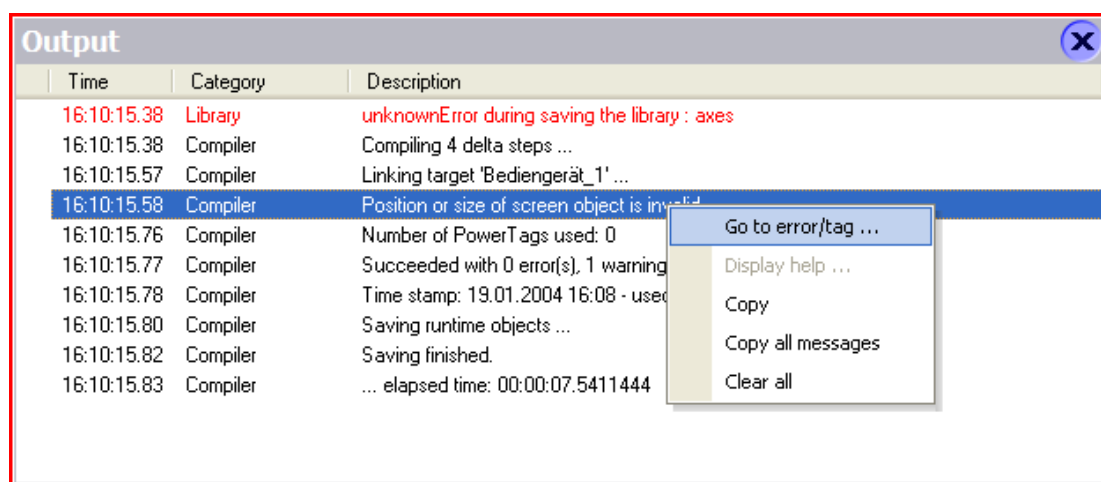 Output
Time Category Description
16:10:15.38 Library unknownError during saving the library : axes
16:10:15.38 Compiler Compiling 4 delta steps ...
16:10:15.57 Compiler Linking target 'Bediengerät_1' ...
16:10:15.58 Compiler Position or size of screen object is invalid
16:10:15.76 Compiler Number of PowerTags used: 0
16:10:15.77 Compiler Succeeded with 0 error(s), 1 warning
16:10:15.78 Compiler Time stamp: 19.01.2004 16:08 - used
16:10:15.80 Compiler Saving runtime objects ...
16:10:15.82 Compiler Saving finished.
16:10:15.83 Compiler ... elapsed time: 00:00:07.5411444
Go to error/tag ...
Display help ...
Copy
Copy all messages
Clear all